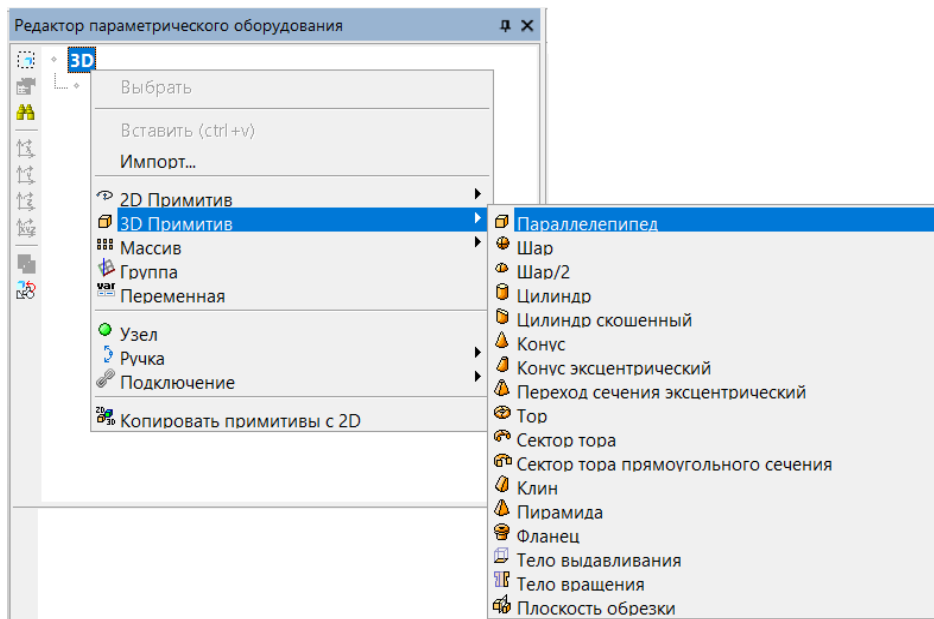 Редактор параметрического оборудования
3D
Выбрать
Вставить (ctrl+v)
Импорт...
2D Примитив
3D Примитив
Массив
Группа
var Переменная
Узел
Ручка
Подключение
Копировать примитивы с 2D
Параллелепипед
Шар
Шар/2
Цилиндр
Цилиндр скошенный
Конус
Конус эксцентрический
Переход сечения эксцентрический
Тор
Сектор тора
Сектор тора прямоугольного сечения
Клин
Пирамида
Фланец
Тело выдавливания
Тело вращения
Плоскость обрезки